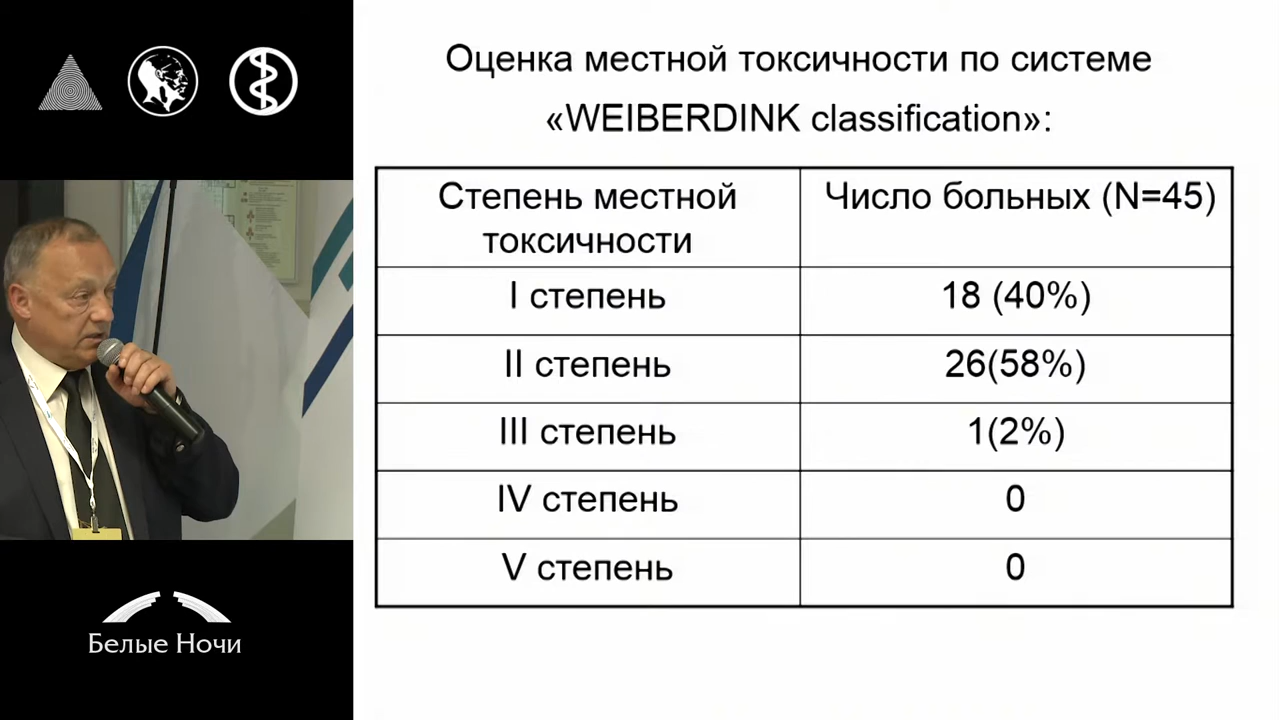 Оценка местной токсичности по системе
«WEIBERDINK classification»:
Степень местной токсичности
Число больных (N=45)
I степень
18 (40%)
II степень
26(58%)
III степень
1(2%)
IV степень
0
V степень
0
Белые Ночи